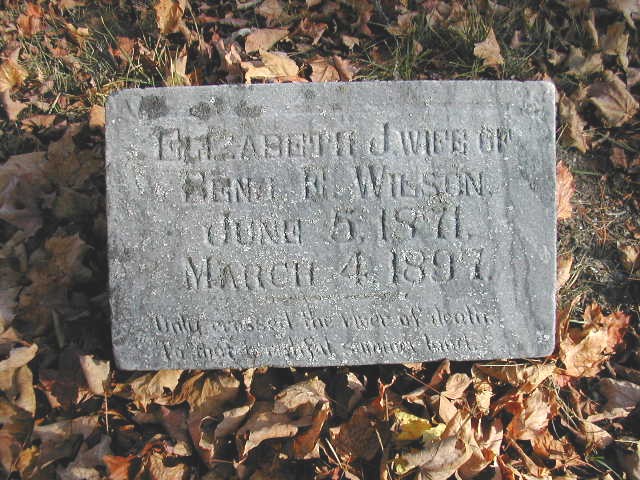 ELIZABETH J. WIFE OF
BENJ. H. WILSON.
JUNE 5, 1871.
MARCH 4, 1897.
Only crossed the river of death,
To that beautiful summer land.